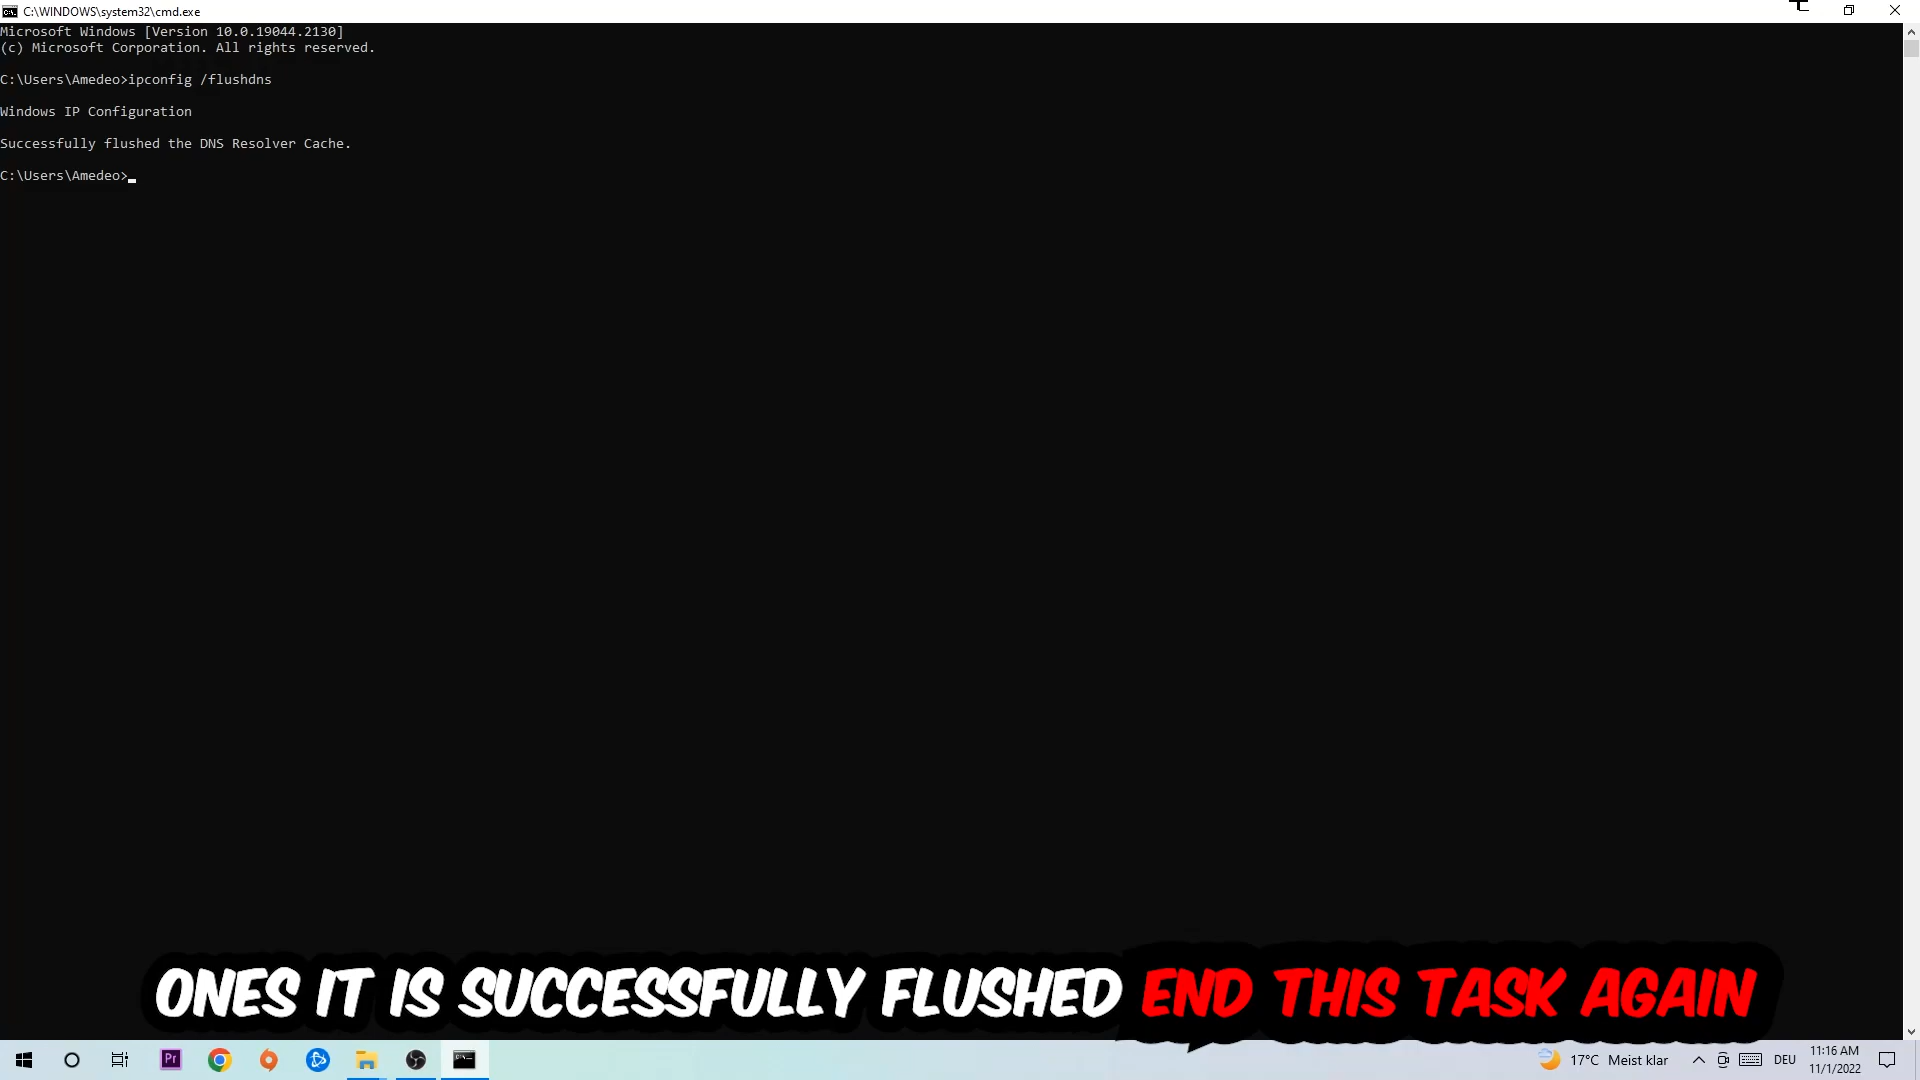 C:\WINDOWS\system32\cmd.exe
Microsoft Windows [Version 10.0.19044.2130]
(c) Microsoft Corporation. All rights reserved.
C:\Users\Amedeo>ipconfig /flushdns
Windows IP Configuration
Successfully flushed the DNS Resolver Cache.
C:\Users\Amedeo>
ONES IT IS SUCCESSFULLY FLUSHED END THIS TASK AGAIN
Pr
17°C Meist klar
DEU
11:16 AM
11/1/2022